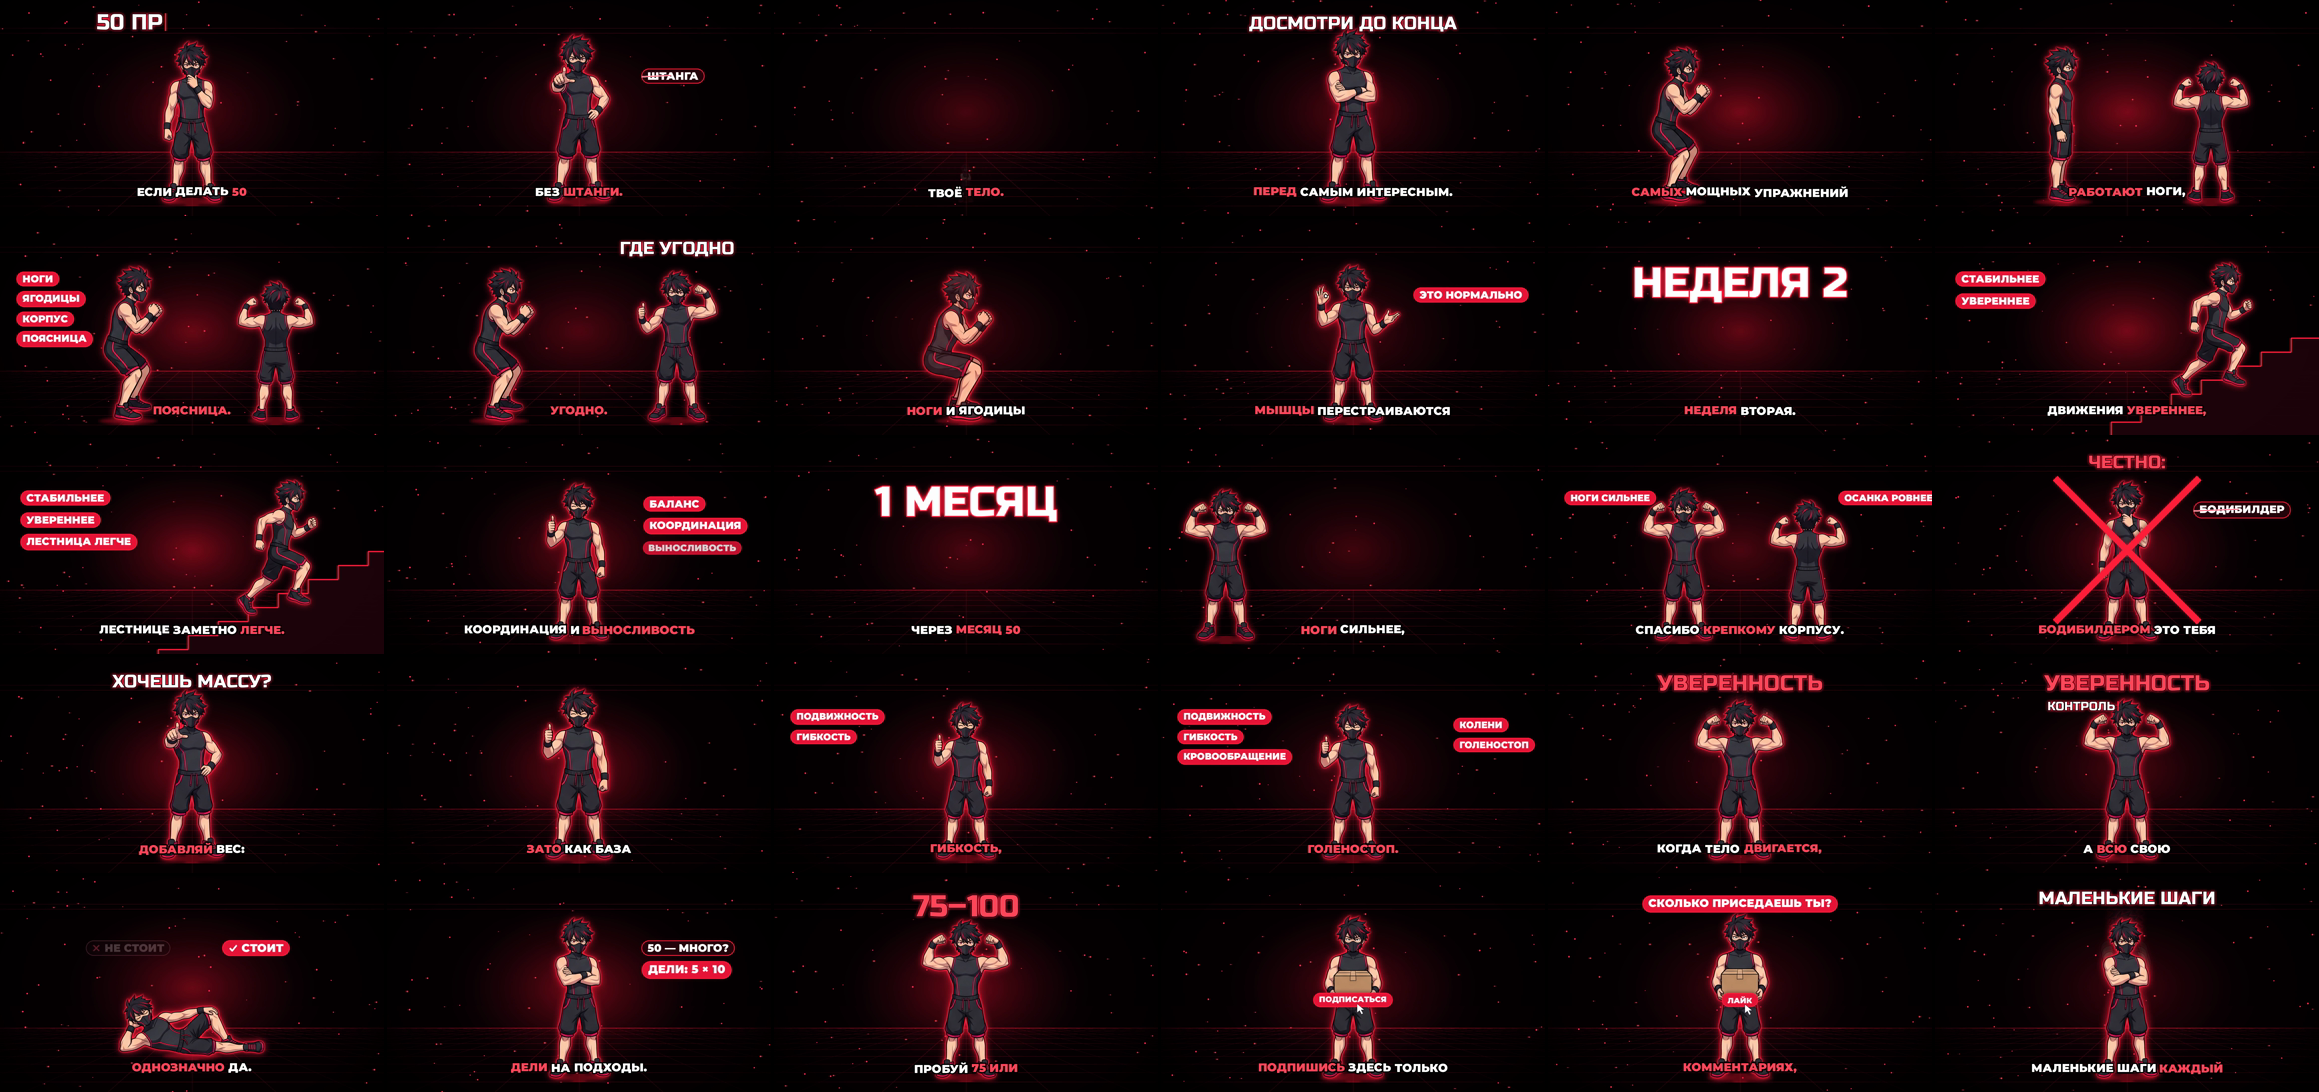 50 ПР
ЕСЛИ ДЕЛАТЬ 50
ШТАНГА
БЕЗ ШТАНГИ.
ТВОЁ ТЕЛО.
ДОСМОТРИ ДО КОНЦА
ПЕРЕД САМЫМ ИНТЕРЕСНЫМ.
САМЫХ МОЩНЫХ УПРАЖНЕНИЙ
РАБОТАЮТ НОГИ,
НОГИ
ЯГОДИЦЫ
КОРПУС
ПОЯСНИЦА
ПОЯСНИЦА.
ГДЕ УГОДНО
УГОДНО.
НОГИ И ЯГОДИЦЫ
ЭТО НОРМАЛЬНО
МЫШЦЫ ПЕРЕСТРАИВАЮТСЯ
НЕДЕЛЯ 2
НЕДЕЛЯ ВТОРАЯ.
СТАБИЛЬНЕЕ
УВЕРЕННЕЕ
ДВИЖЕНИЯ УВЕРЕННЕЕ,
СТАБИЛЬНЕЕ
УВЕРЕННЕЕ
ЛЕСТНИЦА ЛЕГЧЕ
ЛЕСТНИЦЕ ЗАМЕТНО ЛЕГЧЕ.
БАЛАНС
КООРДИНАЦИЯ
ВЫНОСЛИВОСТЬ
КООРДИНАЦИЯ И ВЫНОСЛИВОСТЬ
1 МЕСЯЦ
ЧЕРЕЗ МЕСЯЦ 50
НОГИ СИЛЬНЕЕ,
НОГИ СИЛЬНЕЕ
ОСАНКА РОВНЕЕ
СПАСИБО КРЕПКОМУ КОРПУСУ.
ЧЕСТНО:
БОДИБИЛДЕР
БОДИБИЛДЕРОМ ЭТО ТЕБЯ
ХОЧЕШЬ МАССУ?
ДОБАВЛЯЙ ВЕС:
ЗАТО КАК БАЗА
ПОДВИЖНОСТЬ
ГИБКОСТЬ
ГИБКОСТЬ,
ПОДВИЖНОСТЬ
ГИБКОСТЬ
КРОВООБРАЩЕНИЕ
КОЛЕНИ
ГОЛЕНОСТОП
ГОЛЕНОСТОП.
УВЕРЕННОСТЬ
КОГДА ТЕЛО ДВИГАЕТСЯ,
УВЕРЕННОСТЬ
КОНТРОЛЬ
А ВСЮ СВОЮ
× НЕ СТОИТ
✓ СТОИТ
ОДНОЗНАЧНО ДА.
50 — МНОГО?
ДЕЛИ: 5 × 10
ДЕЛИ НА ПОДХОДЫ.
75–100
ПРОБУЙ 75 ИЛИ
ПОДПИСАТЬСЯ
ПОДПИШИСЬ ЗДЕСЬ ТОЛЬКО
СКОЛЬКО ПРИСЕДАЕШЬ ТЫ?
ЛАЙК
КОММЕНТАРИЯХ,
МАЛЕНЬКИЕ ШАГИ
МАЛЕНЬКИЕ ШАГИ КАЖДЫЙ